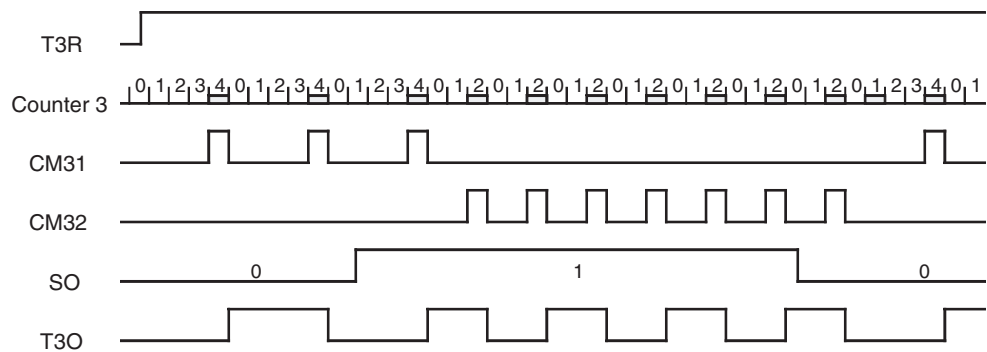 T3R
Counter 3 0 1 2 3 4 0 1 2 3 4 0 1 2 3 4 0 1 2 0 1 2 0 1 2 0 1 2 0 1 2 0 1 2 0 1 2 0 1 2 3 4 0 1
CM31
CM32
SO 0 1 0
T3O